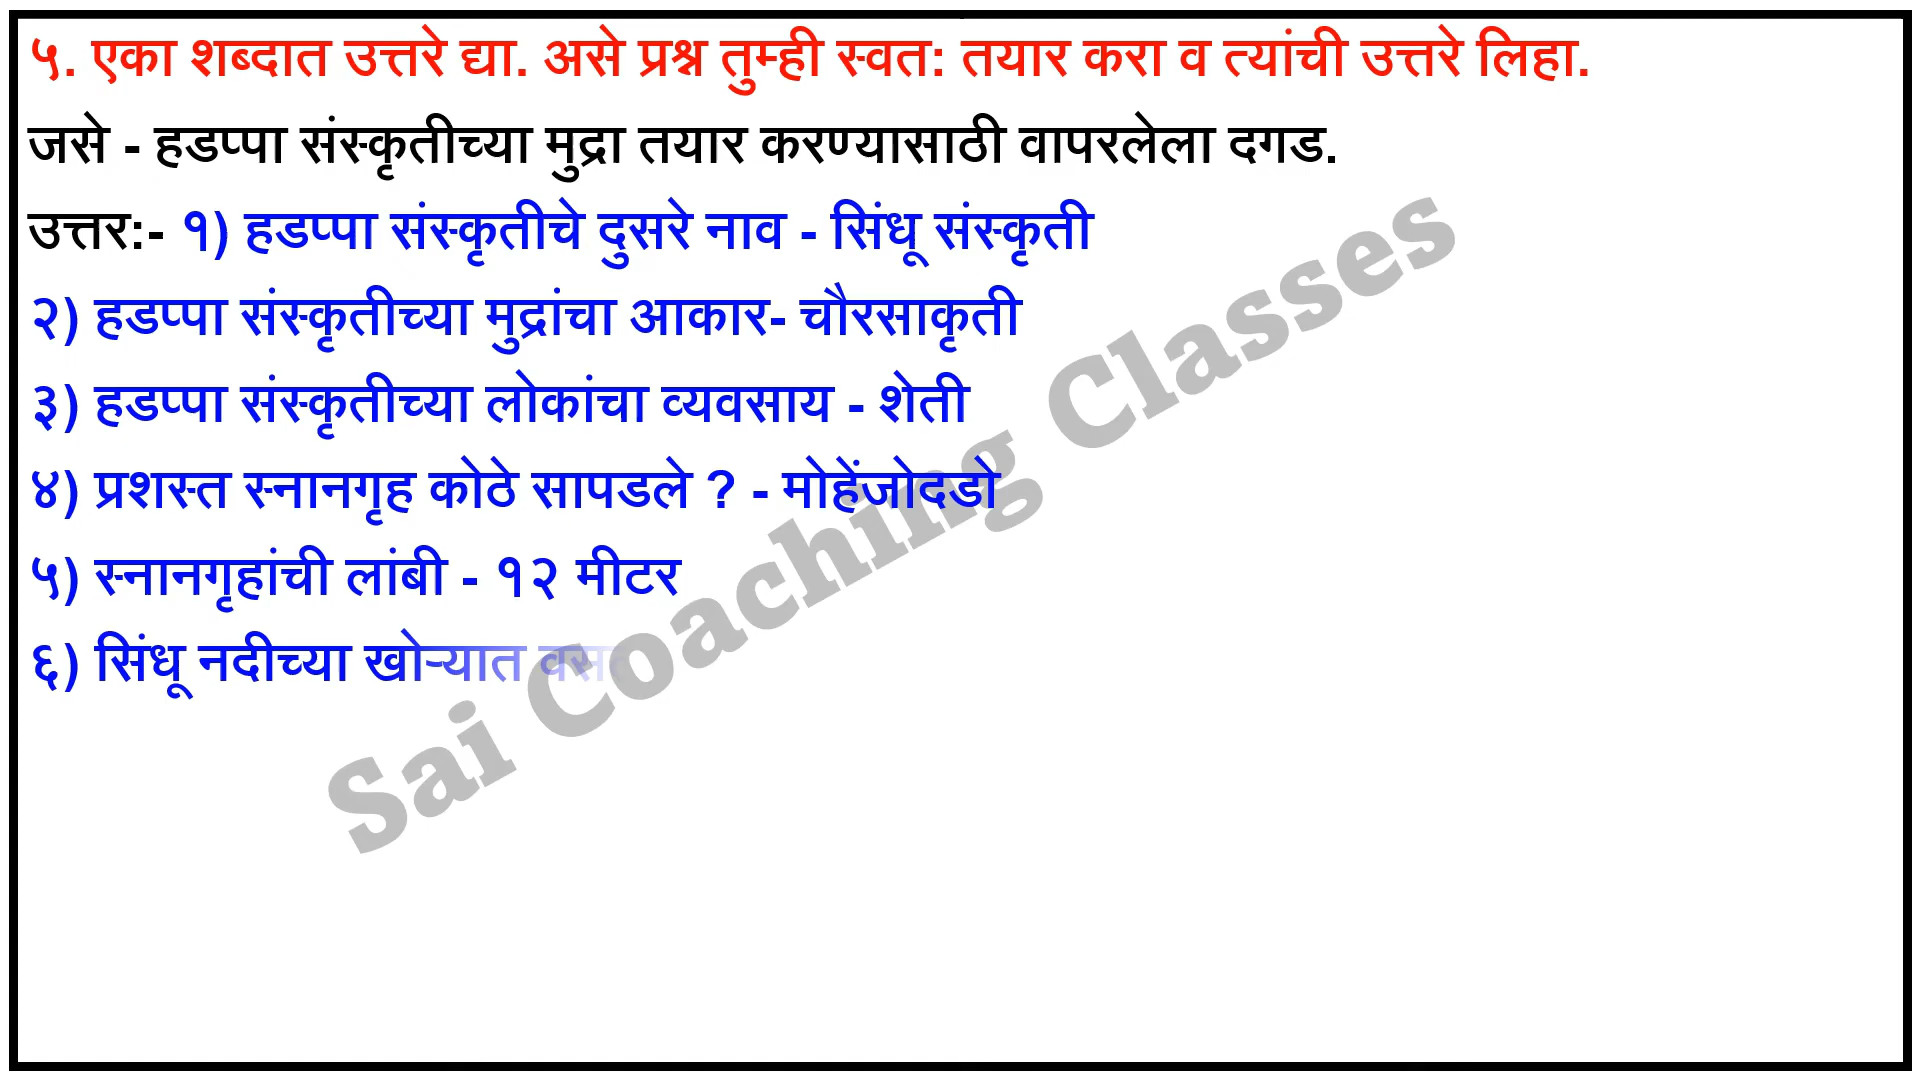 ५. एका शब्दात उत्तरे द्या. असे प्रश्न तुम्ही स्वत: तयार करा व त्यांची उत्तरे लिहा.
जसे - हडप्पा संस्कृतीच्या मुद्रा तयार करण्यासाठी वापरलेला दगड.
उत्तर:- १) हडप्पा संस्कृतीचे दुसरे नाव - सिंधू संस्कृती
२) हडप्पा संस्कृतीच्या मुद्रांचा आकार- चौरसाकृती
३) हडप्पा संस्कृतीच्या लोकांचा व्यवसाय - शेती
४) प्रशस्त स्नानगृह कोठे सापडले ? - मोहेंजोदडो
५) स्नानगृहांची लांबी - १२ मीटर
६) सिंधू नदीच्या खोऱ्यात
Sai Coaching Classes